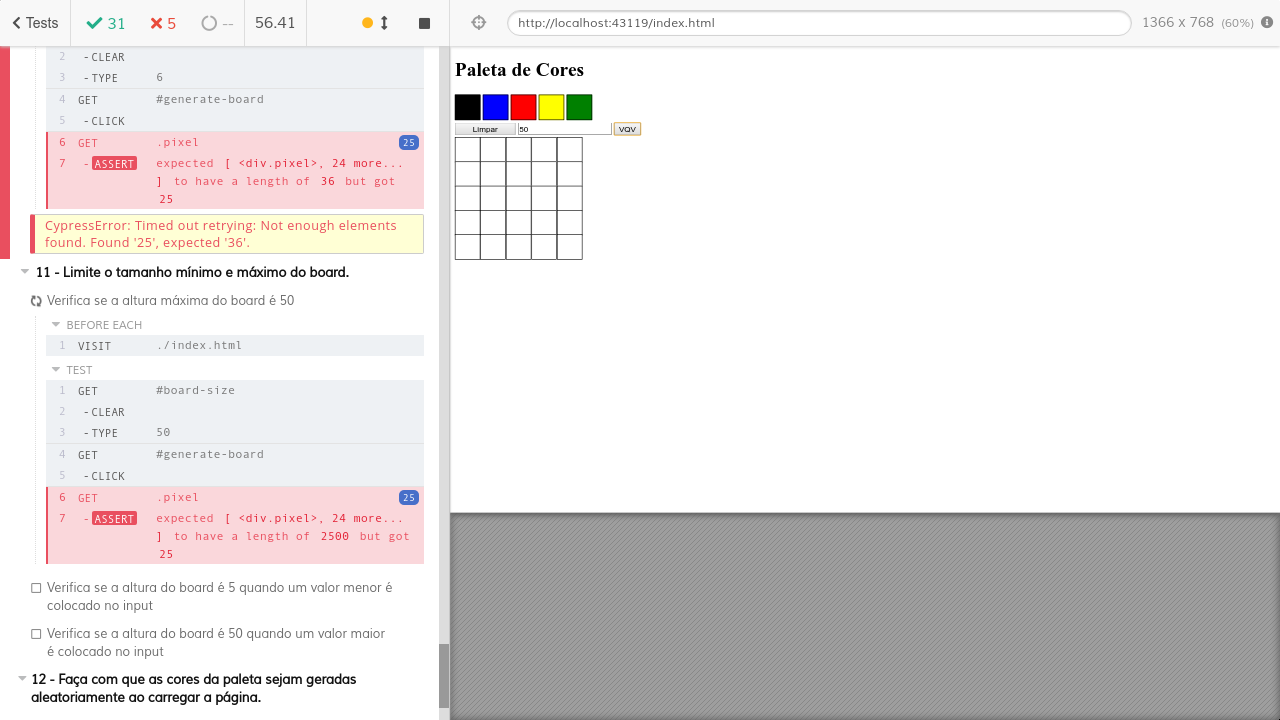 Tests
31
5
--
56.41
http://localhost:43119/index.html
1366 x 768 (60%)
2 -CLEAR
3 -TYPE 6
4 GET #generate-board
5 -CLICK
6 GET .pixel 25
7 -ASSERT expected [ <div.pixel>, 24 more...
] to have a length of 36 but got
25
CypressError: Timed out retrying: Not enough elements
found. Found '25', expected '36'.
11 - Limite o tamanho mínimo e máximo do board.
Verifica se a altura máxima do board é 50
BEFORE EACH
1 VISIT ./index.html
TEST
1 GET #board-size
2 -CLEAR
3 -TYPE 50
4 GET #generate-board
5 -CLICK
6 GET .pixel 25
7 -ASSERT expected [ <div.pixel>, 24 more...
] to have a length of 2500 but got
25
Verifica se a altura do board é 5 quando um valor menor é
colocado no input
Verifica se a altura do board é 50 quando um valor maior
é colocado no input
12 - Faça com que as cores da paleta sejam geradas
aleatoriamente ao carregar a página.
Paleta de Cores
Limpar 50 VQV